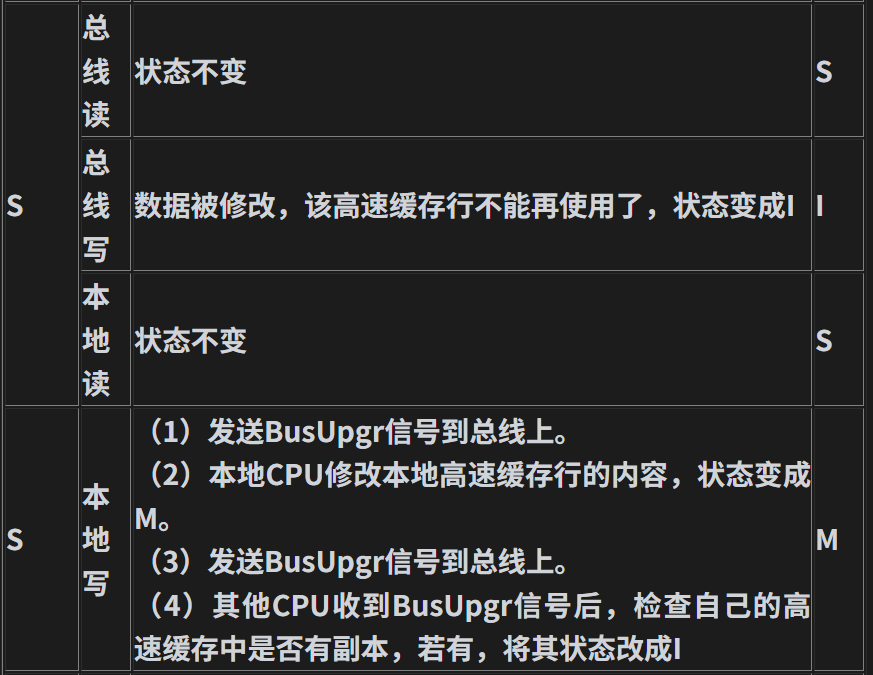 总
线
读
状态不变
S
S
总
线
写
数据被修改，该高速缓存行不能再使用了，状态变成I
I
本
地
读
状态不变
S
S
本
地
写
（1）发送BusUpgr信号到总线上。
（2）本地CPU修改本地高速缓存行的内容，状态变成
M。
（3）发送BusUpgr信号到总线上。
（4）其他CPU收到BusUpgr信号后，检查自己的高
速缓存中是否有副本，若有，将其状态改成I
M